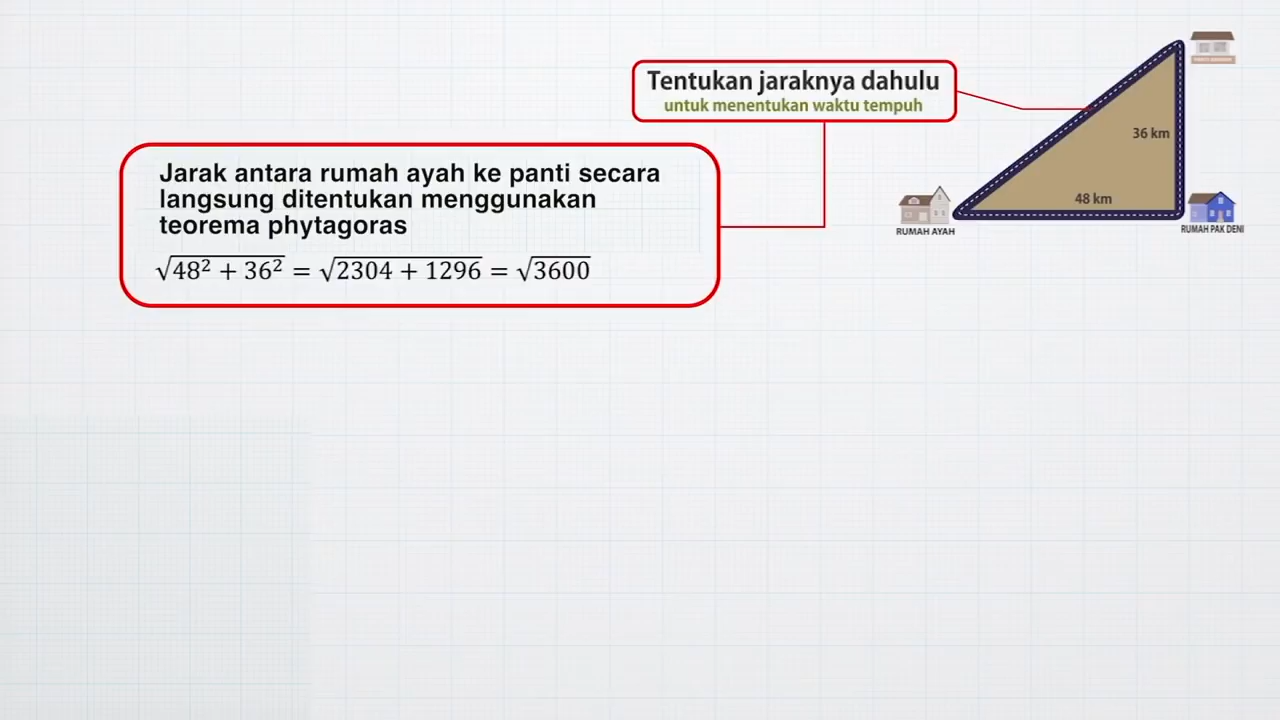 Tentukan jaraknya dahulu
untuk menentukan waktu tempuh
36 km
48 km
RUMAH AYAH
RUMAH PAK DENI
Jarak antara rumah ayah ke panti secara
langsung ditentukan menggunakan
teorema phytagoras
√48² + 36² = √2304 + 1296 = √3600